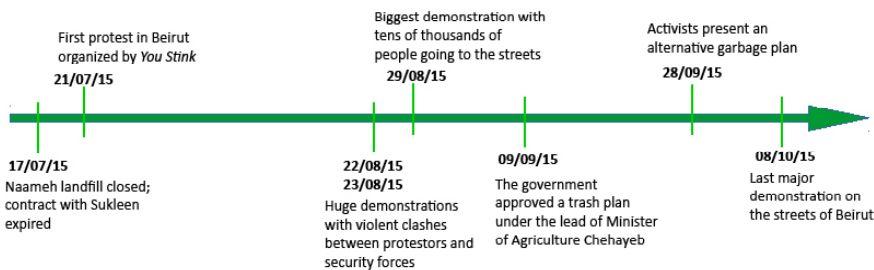 First protest in Beirut
organized by You Stink
21/07/15
Biggest demonstration with
tens of thousands of
people going to the streets
29/08/15
Activists present an
alternative garbage plan
28/09/15
17/07/15
Naameh landfill closed;
contract with Sukleen
expired
22/08/15
23/08/15
Huge demonstrations
with violent clashes
between protestors and
security forces
09/09/15
The government
approved a trash plan
under the lead of Minister
of Agriculture Chehayeb
08/10/15
Last major
demonstration on
the streets of Beirut